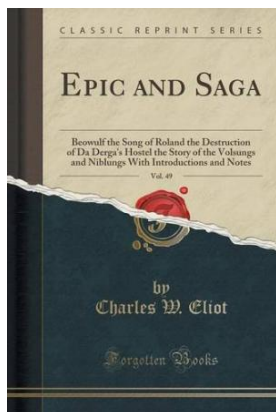 CLASSIC REPRINT SERIES
EPIC AND SAGA
Beowulf the Song of Roland the Destruction
of Da Derga's Hostel the Story of the Volsungs
and Niblungs With Introductions and Notes
Vol. 49
by
Charles W. Eliot
Forgotten Books